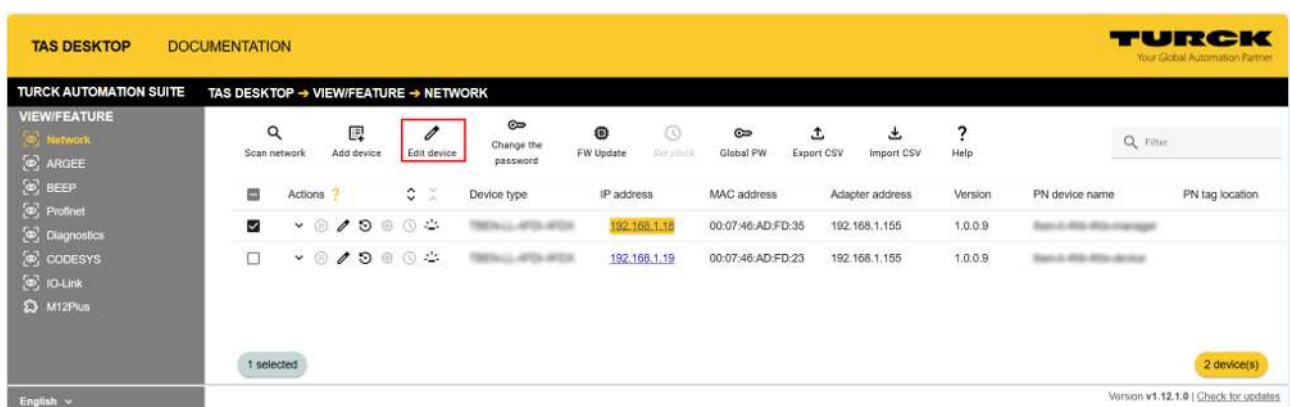 TAS DESKTOP DOCUMENTATION
TURCK
Your Global Automation Partner
TURCK AUTOMATION SUITE TAS DESKTOP → VIEW/FEATURE → NETWORK
VIEW/FEATURE
Network
ARGEE
BEEP
Profinet
Diagnostics
CODESYS
IO-Link
M12Plus
Scan network Add device Edit device Change the password FW Update Set clock Global PW Export CSV Import CSV ? Help Filter
Actions ? Device type IP address MAC address Adapter address Version PN device name PN tag location
192.168.1.18 00:07:46:AD:FD:35 192.168.1.155 1.0.0.9
192.168.1.19 00:07:46:AD:FD:23 192.168.1.155 1.0.0.9
1 selected 2 device(s)
English Version v1.12.1.0 | Check for updates